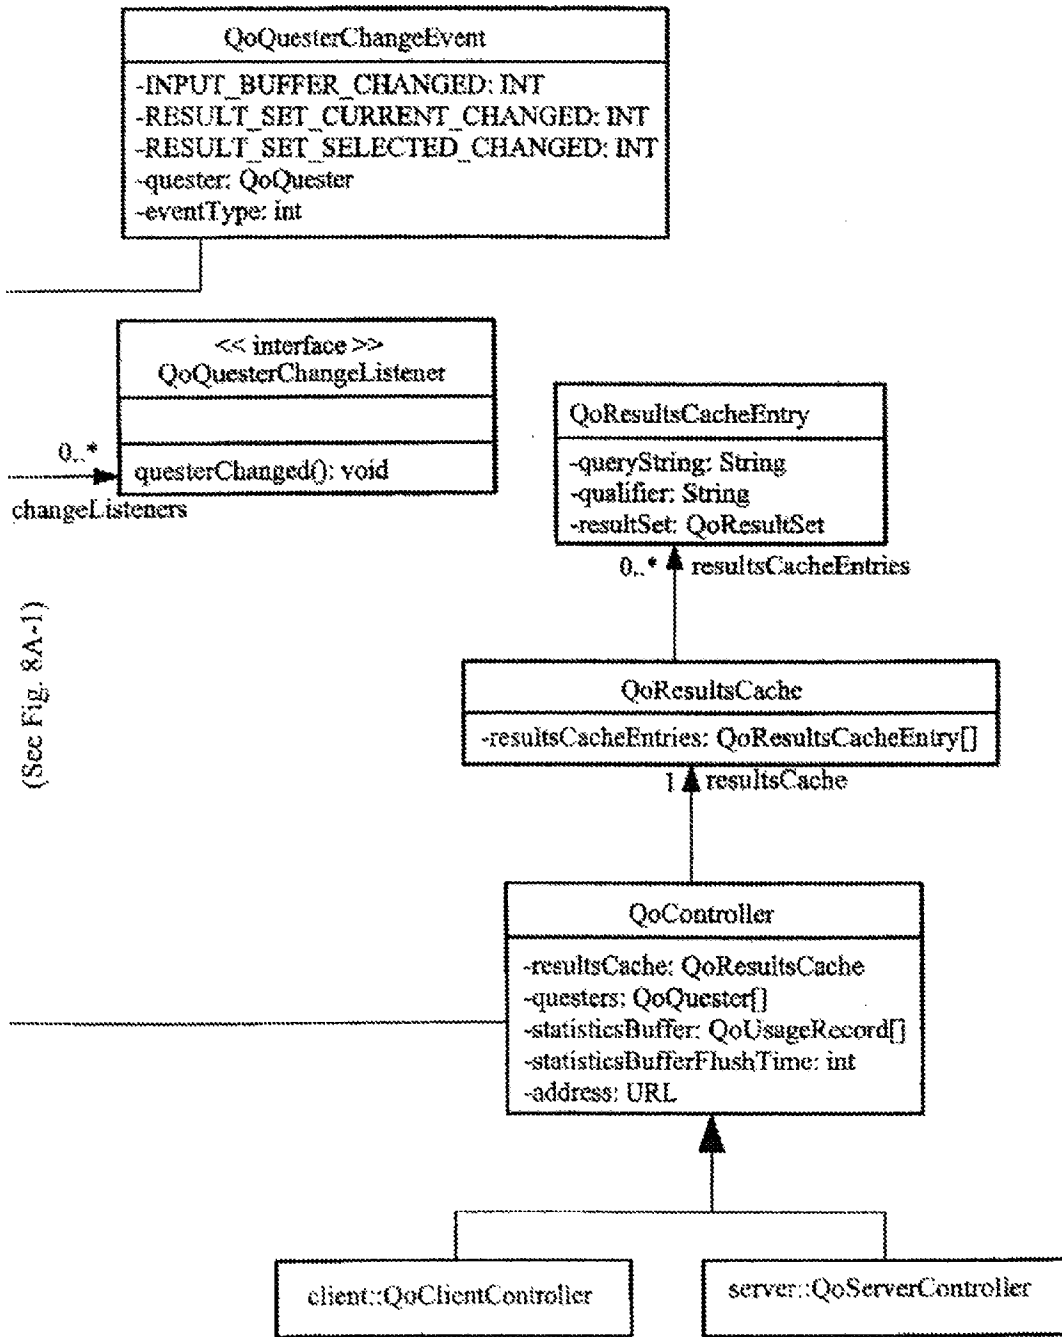 QoQuesterChangeEvent
-INPUT_BUFFER_CHANGED: INT
-RESULT_SET_CURRENT_CHANGED: INT
-RESULT_SET_SELECTED_CHANGED: INT
-quester: QoQuester
-eventType: int
<< interface >>
QoQuesterChangeListener
questerChanged(): void
0..*
changeListeners
QoResultsCacheEntry
-queryString: String
-qualifier: String
-resultSet: QoResultSet
0..* resultsCacheEntries
(See Fig. 8A-1)
QoResultsCache
-resultsCacheEntries: QoResultsCacheEntry[]
1 resultsCache
QoController
-resultsCache: QoResultsCache
-questers: QoQuester[]
-statisticsBuffer: QoUsageRecord[]
-statisticsBufferFlushTime: int
-address: URL
client::QoClientController
server::QoServerController